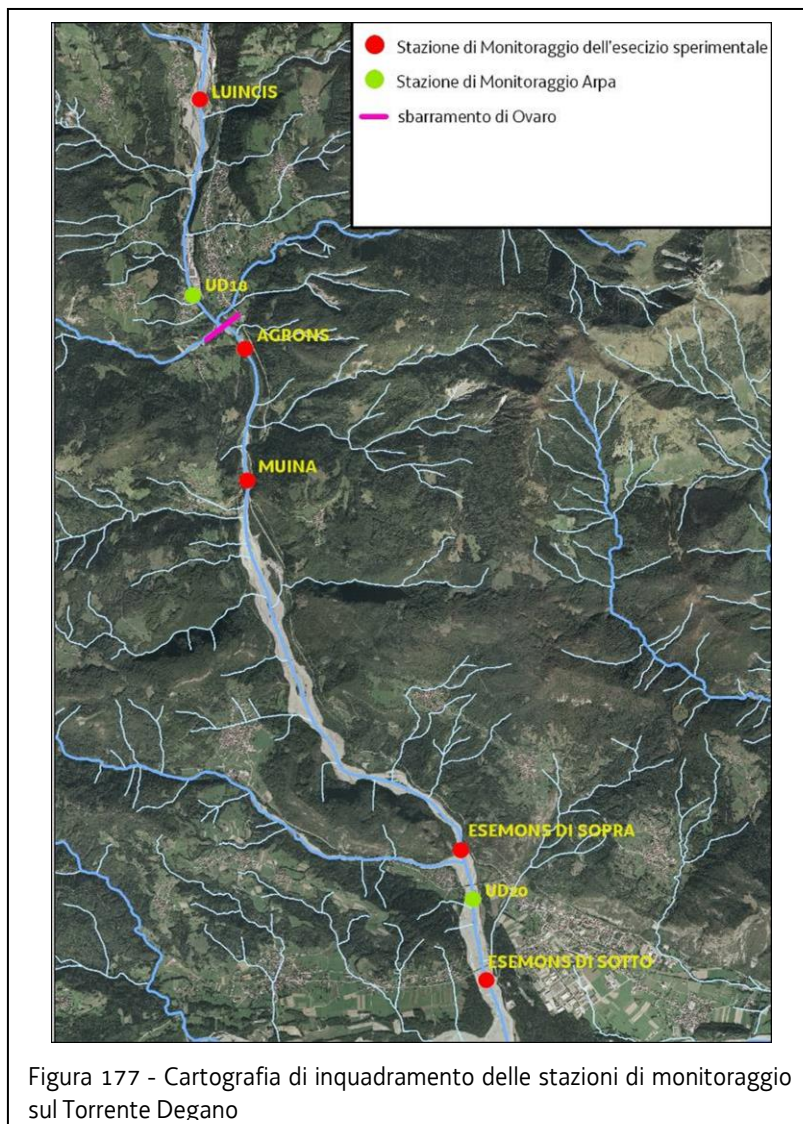 Stazione di Monitoraggio dell'esecizio sperimentale
Stazione di Monitoraggio Arpa
sbarramento di Ovaro
LUINCIS
UD18
AGRONS
MUINA
ESEMONS DI SOPRA
UD20
ESEMONS DI SOTTO
Figura 177 - Cartografia di inquadramento delle stazioni di monitoraggio
sul Torrente Degano